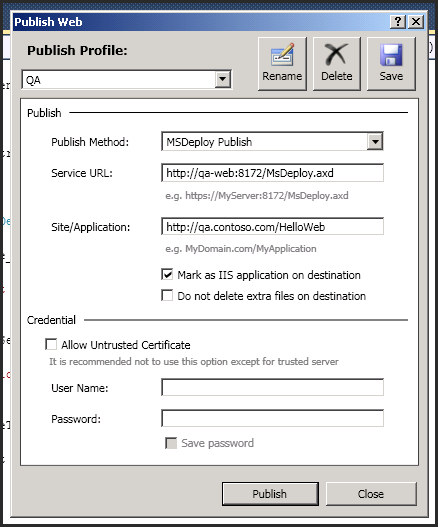 Publish Web
Publish Profile:
Rename
Delete
Save
QA
Publish
Publish Method:
MSDeploy Publish
Service URL:
http://qa-web:8172/MsDeploy.axd
e.g. https://MyServer:8172/MsDeploy.axd
Site/Application:
http://qa.contoso.com/HelloWeb
e.g. MyDomain.com/MyApplication
Mark as IIS application on destination
Do not delete extra files on destination
Credential
Allow Untrusted Certificate
It is recommended not to use this option except for trusted server
User Name:
Password:
Save password
Publish
Close